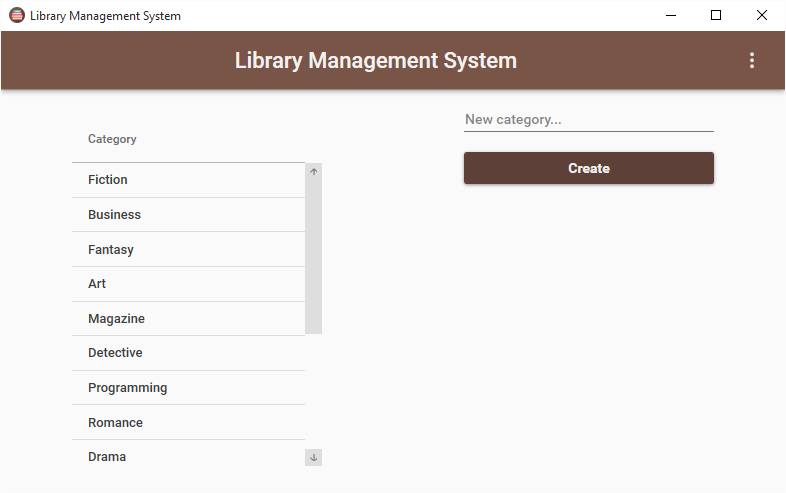 Library Management System
Library Management System
New category...
Category
Create
Fiction
Business
Fantasy
Art
Magazine
Detective
Programming
Romance
Drama